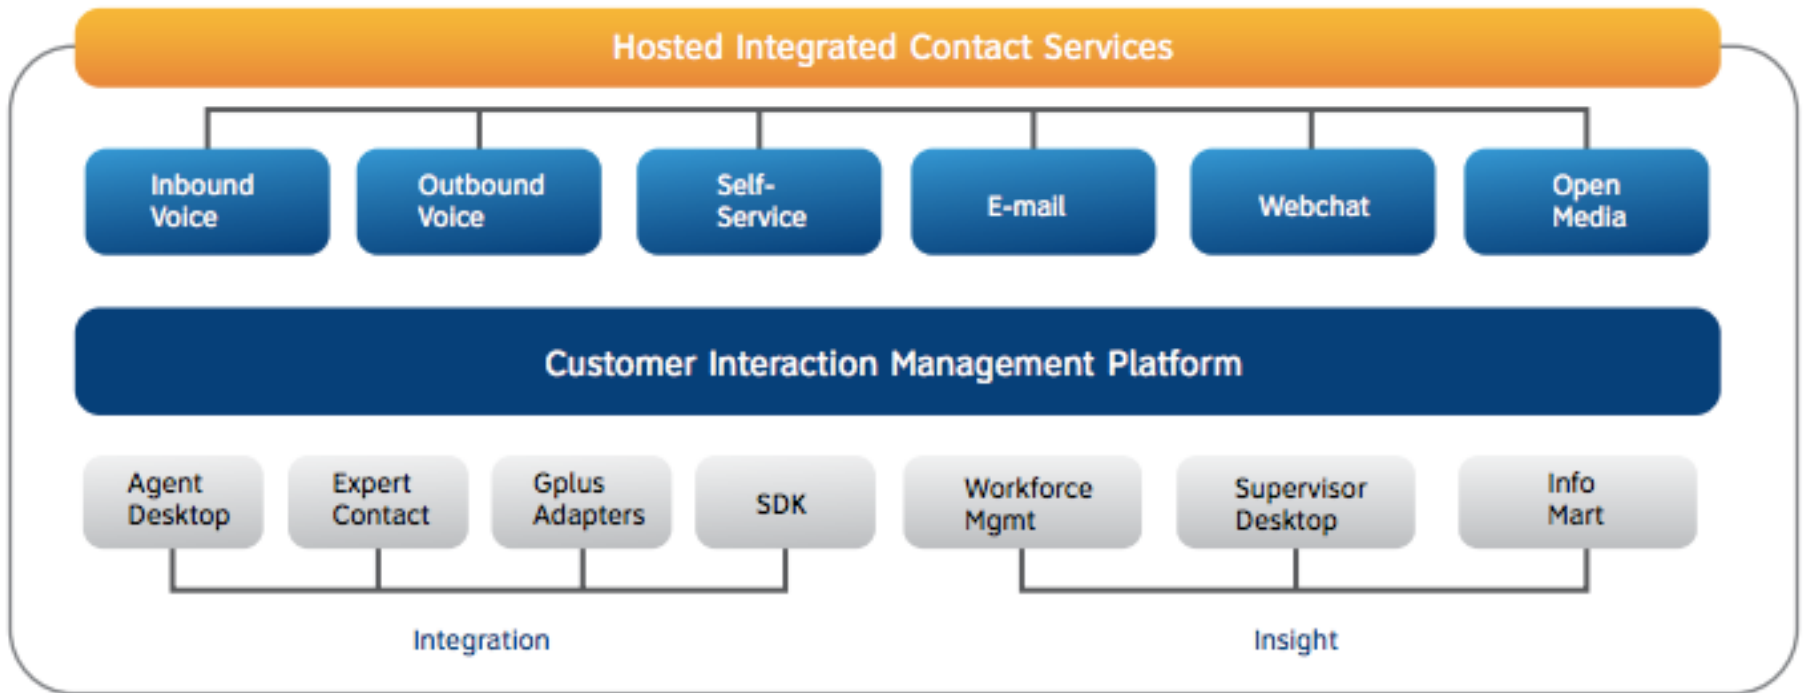 Hosted Integrated Contact Services
Inbound
Voice
Outbound
Voice
Self-
Service
E-mail
Webchat
Open
Media
Customer Interaction Management Platform
Agent
Desktop
Expert
Contact
Gplus
Adapters
SDK
Workforce
Mgmt
Supervisor
Desktop
Info
Mart
Integration
Insight